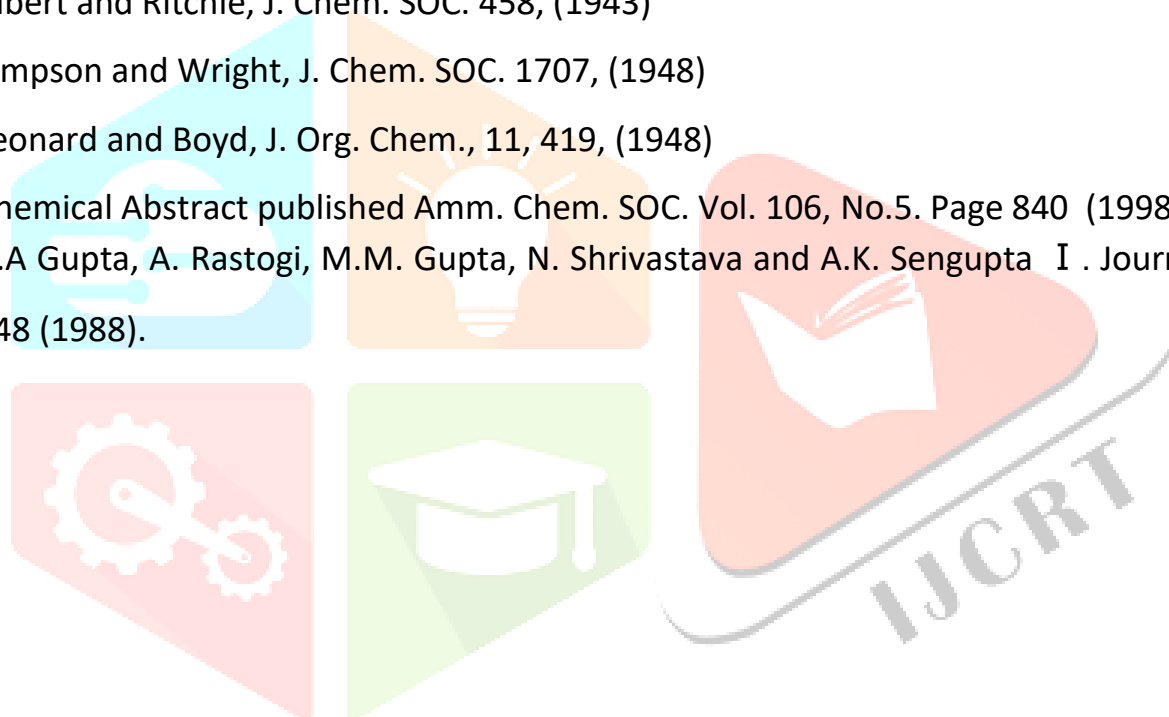 bert and Ritchie, J. Chem. SOC. 458, (1943)
mpson and Wright, J. Chem. SOC. 1707, (1948)
eonard and Boyd, J. Org. Chem., 11, 419, (1948)
hemical Abstract published Amm. Chem. SOC. Vol. 106, No.5. Page 840 (1998
.A Gupta, A. Rastogi, M.M. Gupta, N. Shrivastava and A.K. Sengupta I . Journ
48 (1988).
IJCRT